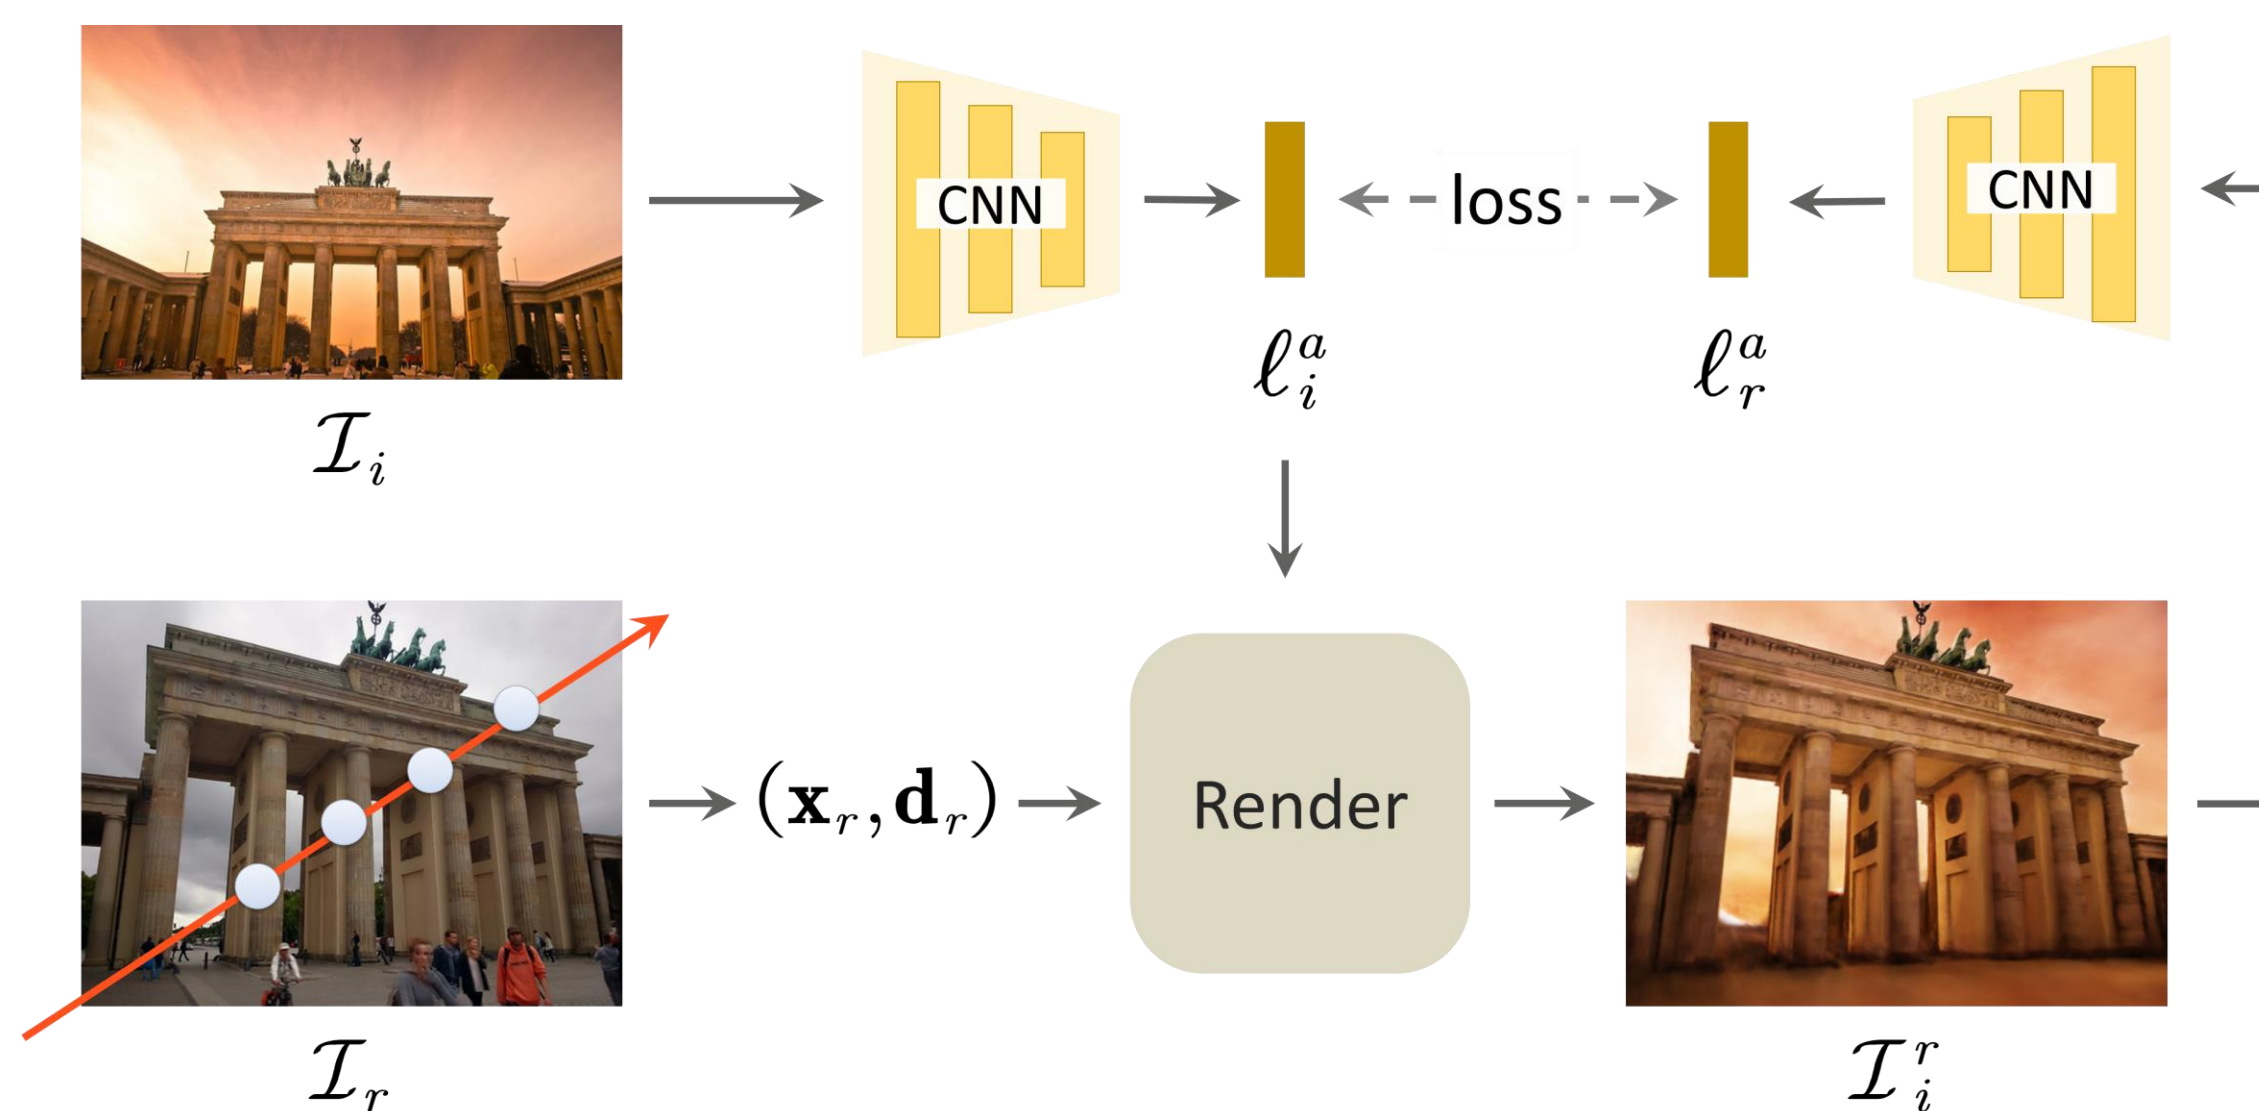 CNN
loss
CNN
ℓ_i^a
ℓ_r^a
ℐ_i
(x_r, d_r)
Render
ℐ_r
ℐ_i^r